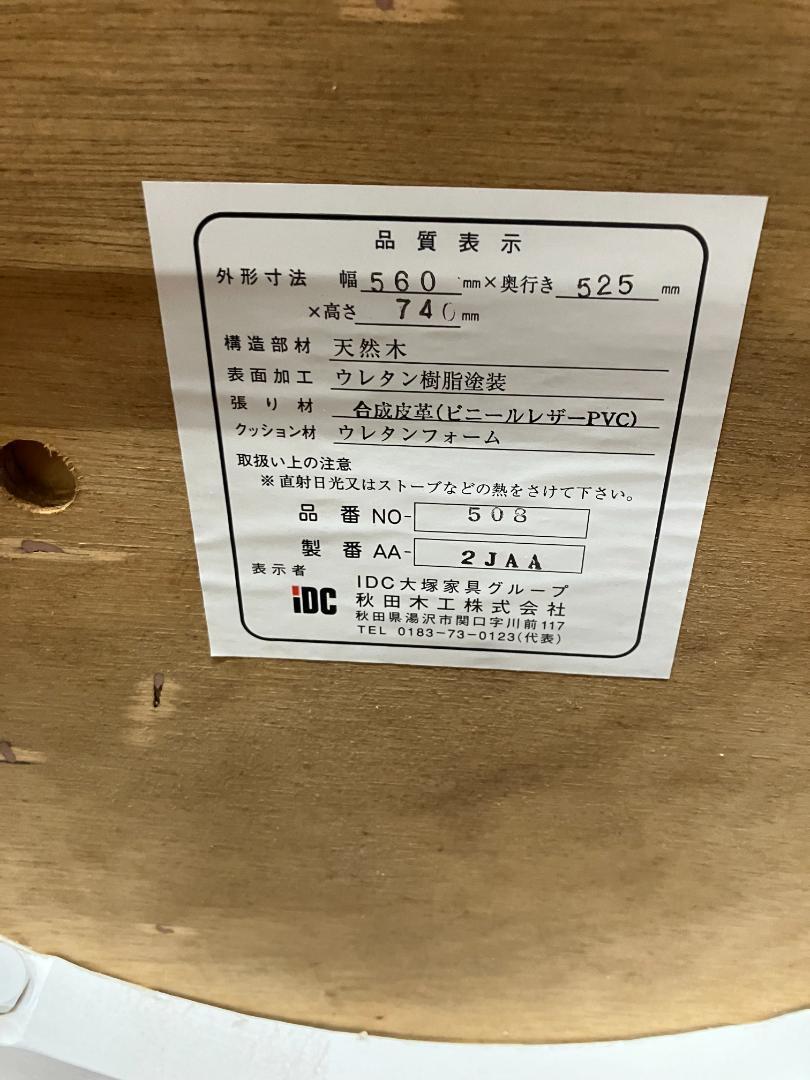 品質表示
外形寸法 幅 560 mm×奥行き 525 mm
×高さ 740 mm
構造部材 天然木
表面加工 ウレタン樹脂塗装
張り材 合成皮革(ビニールレザーPVC)
クッション材 ウレタンフォーム
取扱い上の注意
※直射日光又はストーブなどの熱をさけて下さい。
品番 NO- 508
製番 AA- 2JAA
表示者
iDC IDC大塚家具グループ
秋田木工株式会社
秋田県湯沢市関口字川前117
TEL 0183-73-0123(代表)